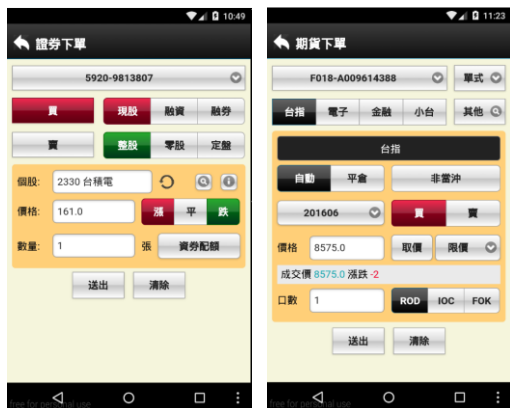 10:49
證券下單
5920-9813807
買 現股 融資 融券
賣 整股 零股 定盤
個股: 2330 台積電
價格: 161.0 漲 平 跌
數量: 1 張 資券配額
送出 清除
free for personal use
11:23
期貨下單
F018-A009614388 單式
台指 電子 金融 小台 其他
台指
自動 平倉 非當沖
201606 買 賣
價格 8575.0 取價 限價
成交價 8575.0 漲跌 -2
口數 1 ROD IOC FOK
送出 清除
free for personal use